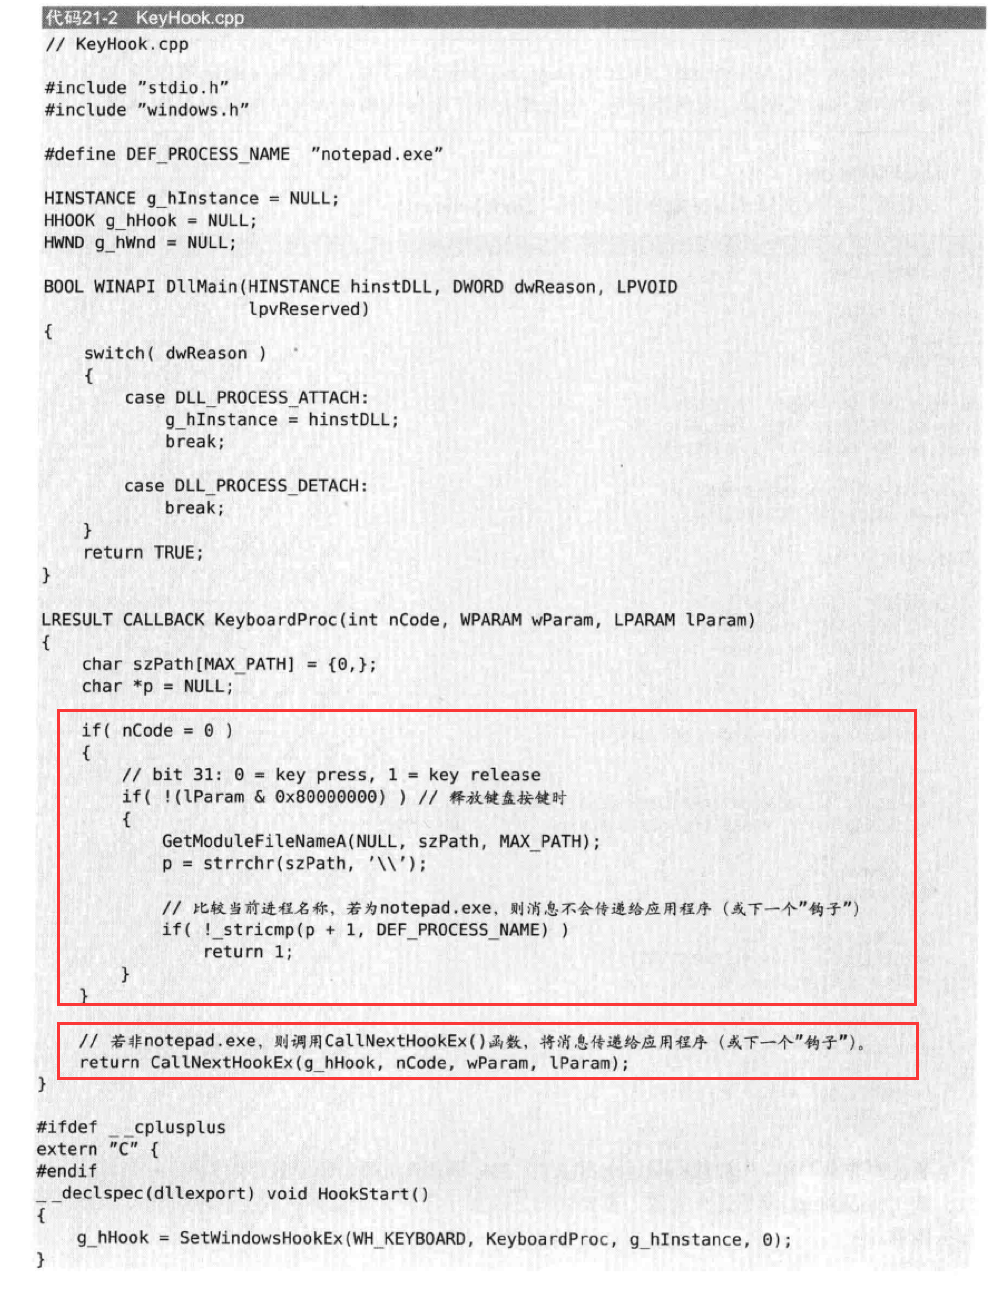 代码21-2 KeyHook.cpp
// KeyHook.cpp
#include "stdio.h"
#include "windows.h"
#define DEF_PROCESS_NAME "notepad.exe"
HINSTANCE g_hInstance = NULL;
HHOOK g_hHook = NULL;
HWND g_hWnd = NULL;
BOOL WINAPI DllMain(HINSTANCE hinstDLL, DWORD dwReason, LPVOID
lpvReserved)
{
switch( dwReason )
{
case DLL_PROCESS_ATTACH:
g_hInstance = hinstDLL;
break;
case DLL_PROCESS_DETACH:
break;
}
return TRUE;
}
LRESULT CALLBACK KeyboardProc(int nCode, WPARAM wParam, LPARAM lParam)
{
char szPath[MAX_PATH] = {0,};
char *p = NULL;
if( nCode = 0 )
{
// bit 31: 0 = key press, 1 = key release
if( !(lParam & 0x80000000) ) // 释放键盘按键时
{
GetModuleFileNameA(NULL, szPath, MAX_PATH);
p = strrchr(szPath, '\\');
// 比较当前进程名称，若为notepad.exe，则消息不会传递给应用程序（或下一个"钩子"）
if( !_stricmp(p + 1, DEF_PROCESS_NAME) )
return 1;
}
}
// 若非notepad.exe，则调用CallNextHookEx()函数，将消息传递给应用程序（或下一个"钩子"）。
return CallNextHookEx(g_hHook, nCode, wParam, lParam);
}
#ifdef __cplusplus
extern "C" {
#endif
__declspec(dllexport) void HookStart()
{
g_hHook = SetWindowsHookEx(WH_KEYBOARD, KeyboardProc, g_hInstance, 0);
}